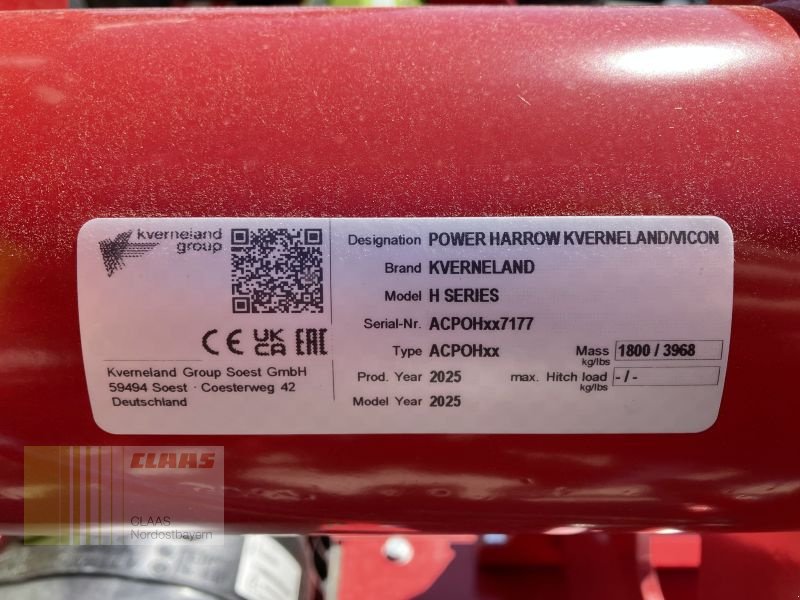 kverneland
group
CE UK
CA EAC
Kverneland Group Soest GmbH
59494 Soest · Coesterweg 42
Deutschland
Designation POWER HARROW KVERNELAND/VICON
Brand KVERNELAND
Model H SERIES
Serial-Nr. ACPOHxx7177
Type ACPOHxx Mass 1800 / 3968
kg/lbs
Prod. Year 2025 max. Hitch load - / -
kg/lbs
Model Year 2025
CLAAS
CLAAS
Nordostbayern